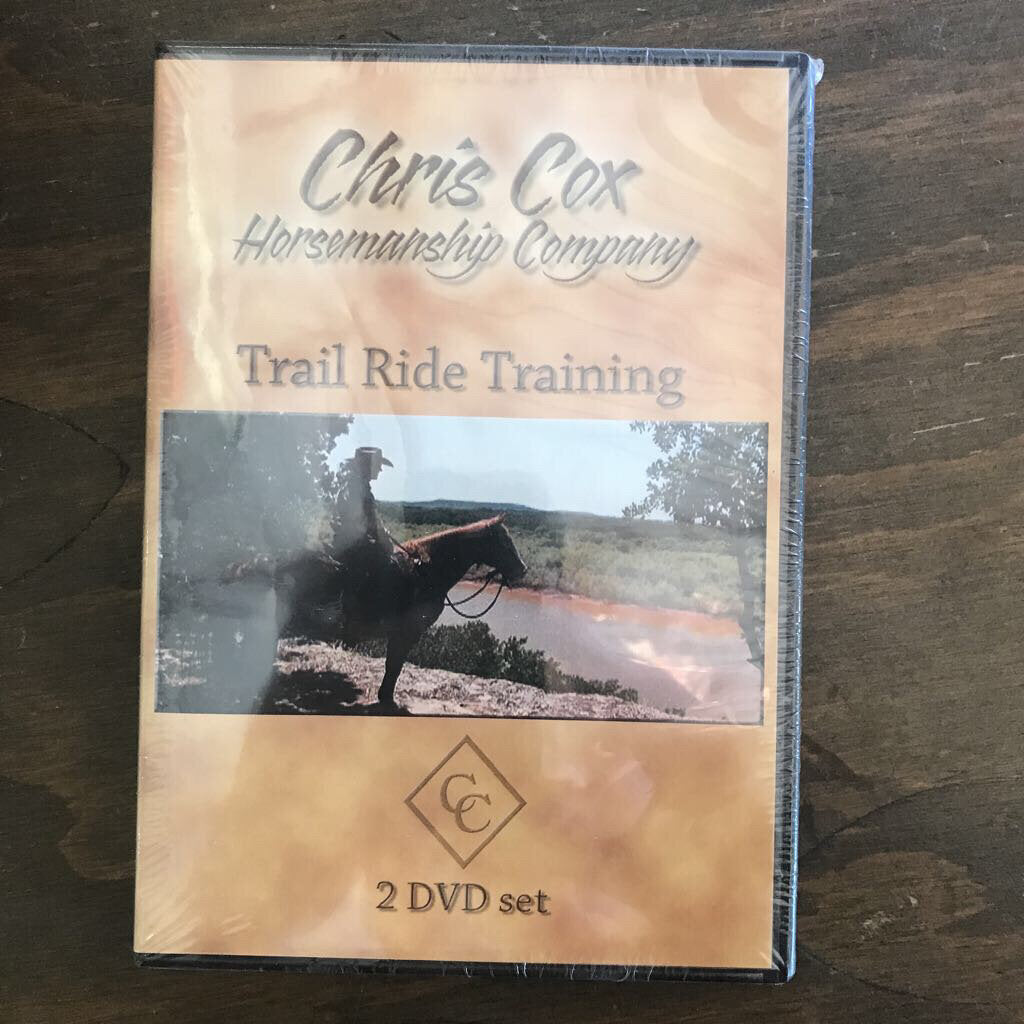 Chris Cox
Horsemanship Company
Trail Ride Training
CC
2 DVD set